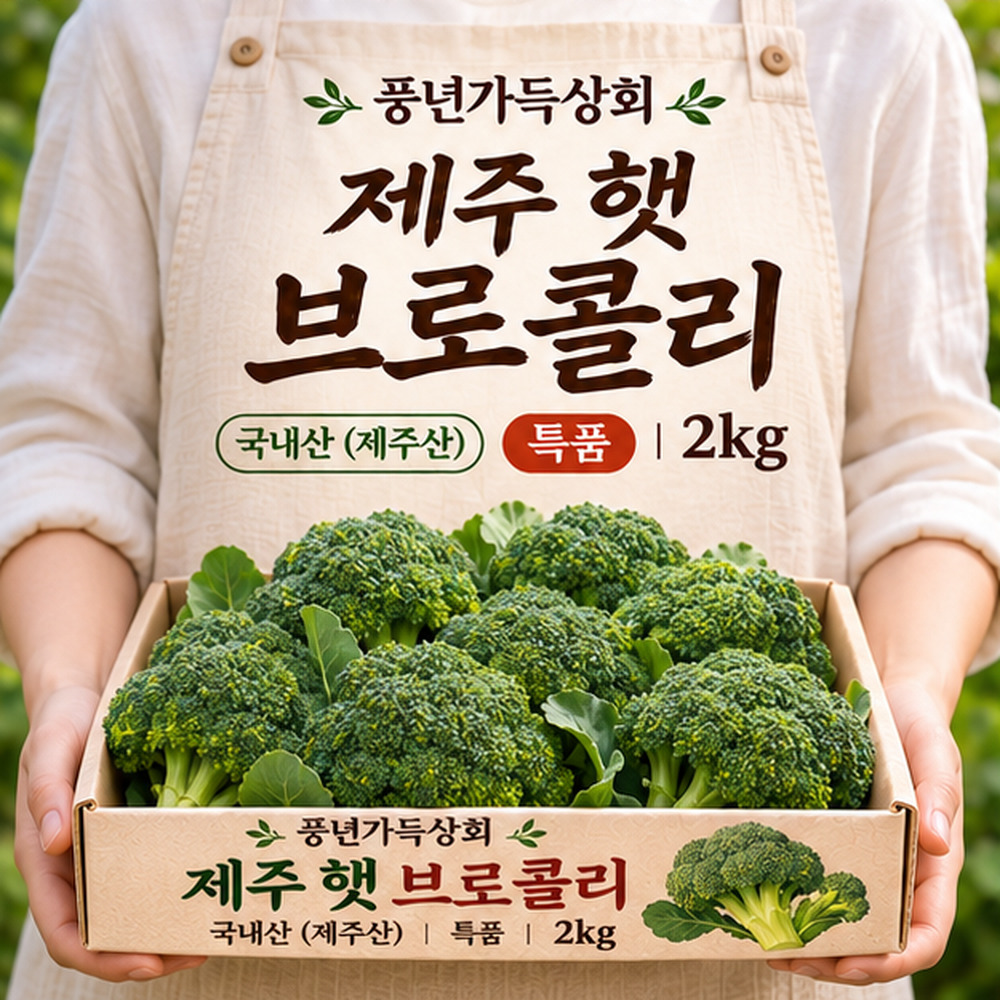 풍년가득상회
제주 햇
브로콜리
국내산 (제주산) 특품 | 2kg
풍년가득상회
제주 햇 브로콜리
국내산 (제주산) | 특품 | 2kg